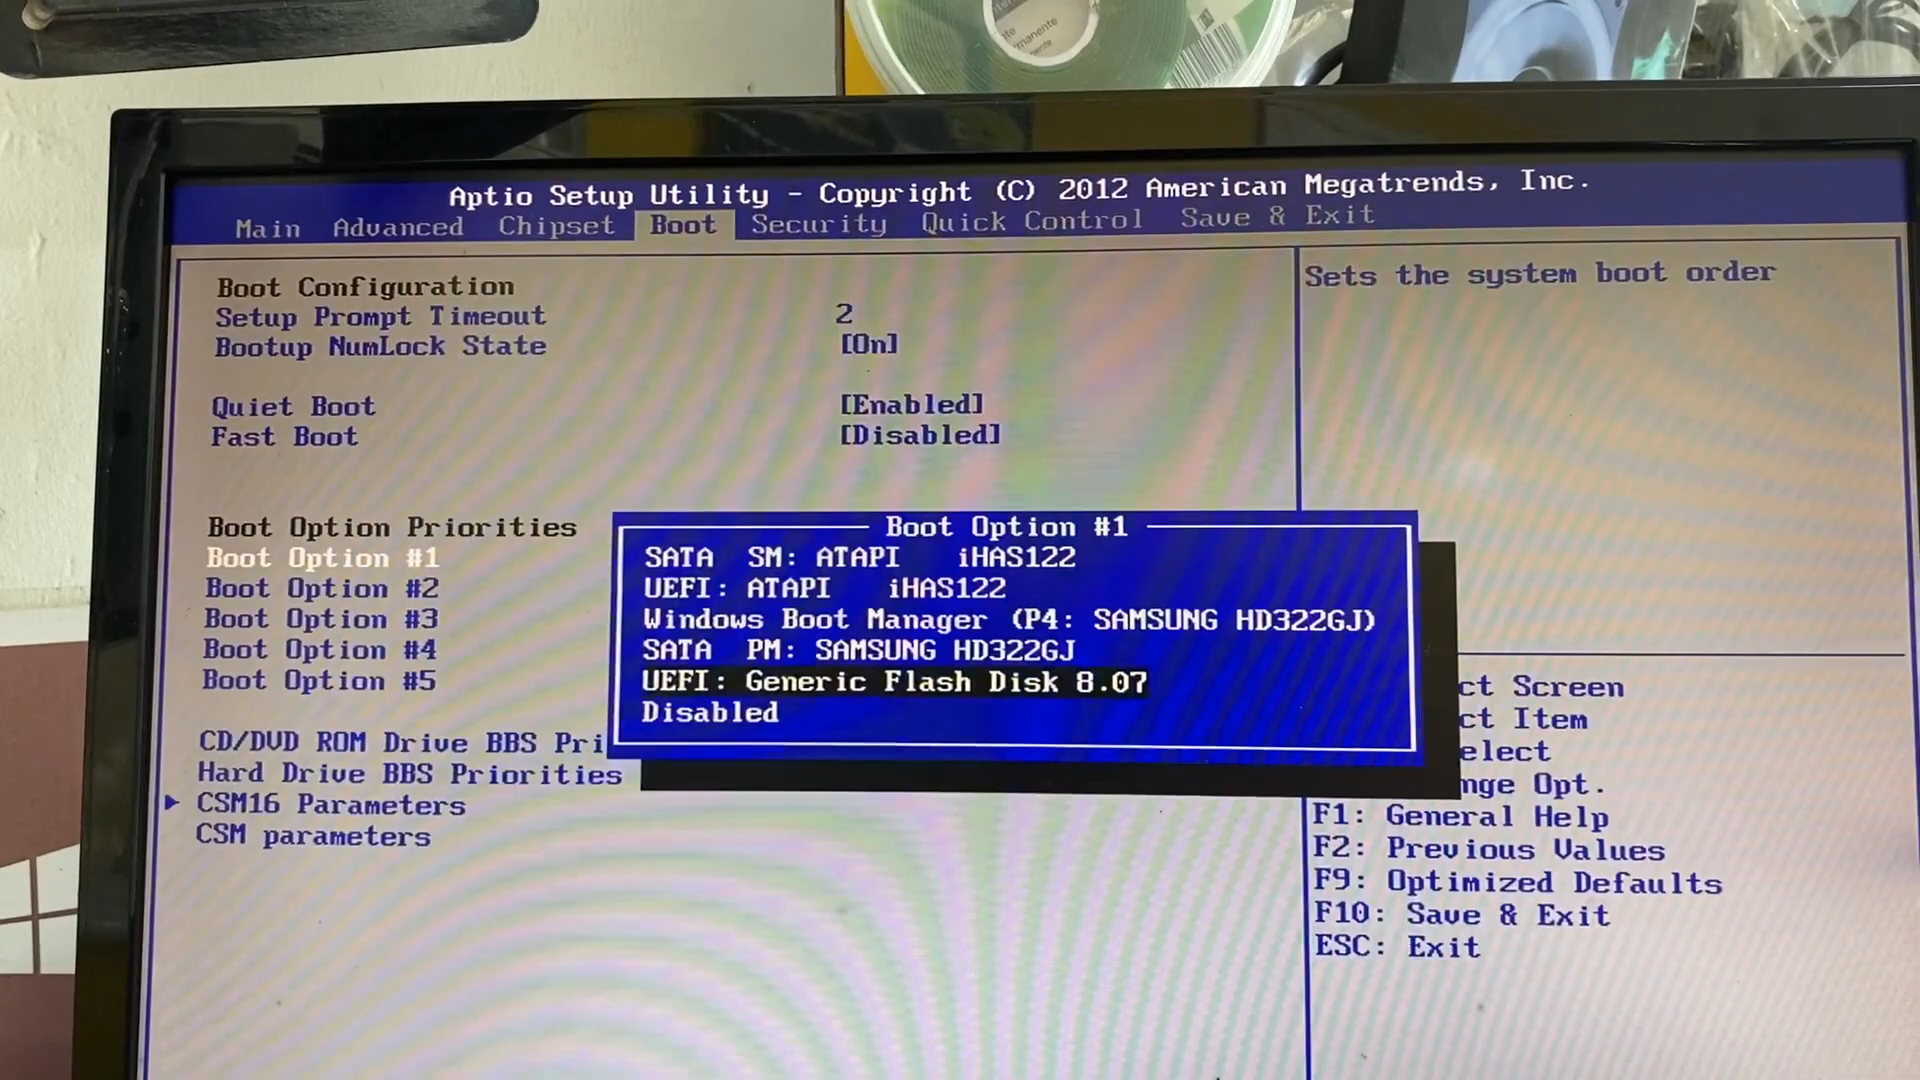 manente
Aptio Setup Utility - Copyright (C) 2012 American Megatrends, Inc.
Main Advanced Chipset Boot Security Quick Control Save & Exit
Boot Configuration
Setup Prompt Timeout 2
Bootup NumLock State [On]
Quiet Boot [Enabled]
Fast Boot [Disabled]
Boot Option Priorities
Boot Option #1
Boot Option #2
Boot Option #3
Boot Option #4
Boot Option #5
CD/DVD ROM Drive BBS Pri
Hard Drive BBS Priorities
CSM16 Parameters
CSM parameters
Boot Option #1
SATA SM: ATAPI iHAS122
UEFI: ATAPI iHAS122
Windows Boot Manager (P4: SAMSUNG HD322GJ)
SATA PM: SAMSUNG HD322GJ
UEFI: Generic Flash Disk 8.07
Disabled
Sets the system boot order
ct Screen
ct Item
elect
nge Opt.
F1: General Help
F2: Previous Values
F9: Optimized Defaults
F10: Save & Exit
ESC: Exit